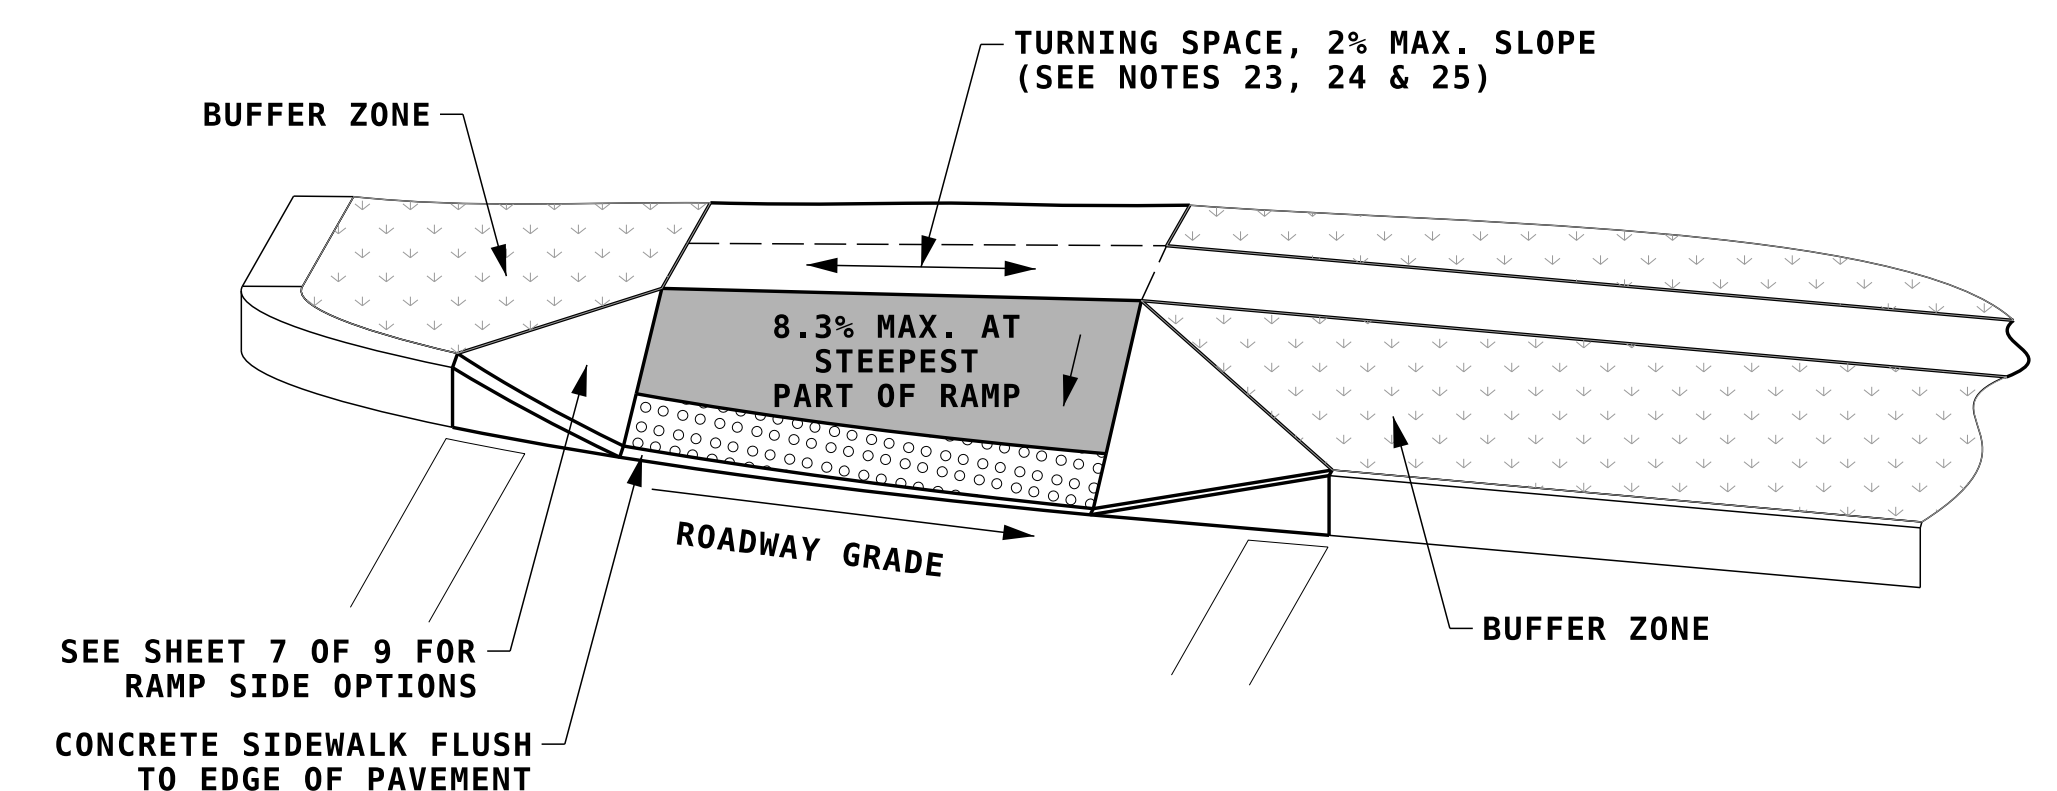 TURNING SPACE, 2% MAX. SLOPE
(SEE NOTES 23, 24 & 25)
BUFFER ZONE
8.3% MAX. AT
STEEPEST
PART OF RAMP
ROADWAY GRADE
BUFFER ZONE
SEE SHEET 7 OF 9 FOR
RAMP SIDE OPTIONS
CONCRETE SIDEWALK FLUSH
TO EDGE OF PAVEMENT